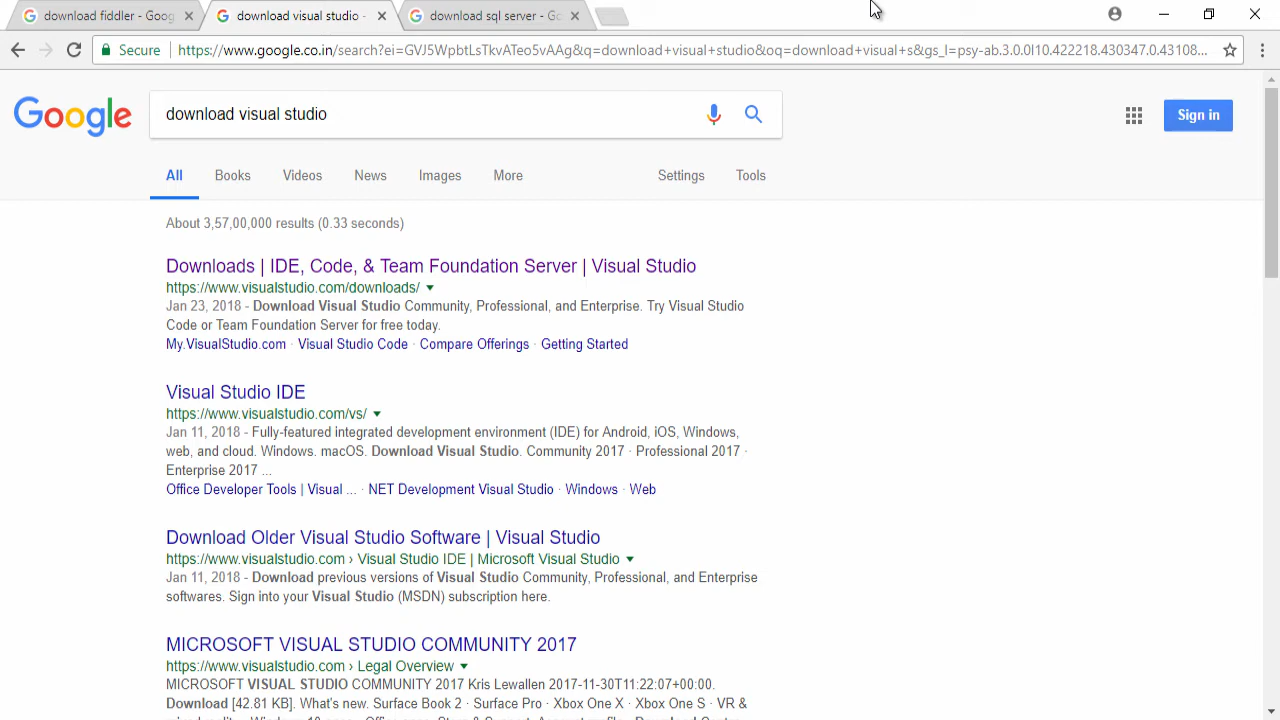 download fiddler - Goog
download visual studio -
download sql server - Go
Secure
https://www.google.co.in/search?ei=GVJ5WpbtLsTkvATeo5vAAg&q=download+visual+studio&oq=download+visual+s&gs_l=psy-ab.3.0.0l10.422218.430347.0.43108...
Google
download visual studio
Sign in
All
Books
Videos
News
Images
More
Settings
Tools
About 3,57,00,000 results (0.33 seconds)
Downloads | IDE, Code, & Team Foundation Server | Visual Studio
https://www.visualstudio.com/downloads/
Jan 23, 2018 - Download Visual Studio Community, Professional, and Enterprise. Try Visual Studio
Code or Team Foundation Server for free today.
My.VisualStudio.com · Visual Studio Code · Compare Offerings · Getting Started
Visual Studio IDE
https://www.visualstudio.com/vs/
Jan 11, 2018 - Fully-featured integrated development environment (IDE) for Android, iOS, Windows,
web, and cloud. Windows. macOS. Download Visual Studio. Community 2017 · Professional 2017 ·
Enterprise 2017 ...
Office Developer Tools | Visual ... · NET Development Visual Studio · Windows · Web
Download Older Visual Studio Software | Visual Studio
https://www.visualstudio.com › Visual Studio IDE | Microsoft Visual Studio
Jan 11, 2018 - Download previous versions of Visual Studio Community, Professional, and Enterprise
softwares. Sign into your Visual Studio (MSDN) subscription here.
MICROSOFT VISUAL STUDIO COMMUNITY 2017
https://www.visualstudio.com › Legal Overview
MICROSOFT VISUAL STUDIO COMMUNITY 2017 Kris Lewallen 2017-11-30T11:22:07+00:00.
Download [42.81 KB]. What's new. Surface Book 2 · Surface Pro · Xbox One X · Xbox One S · VR &